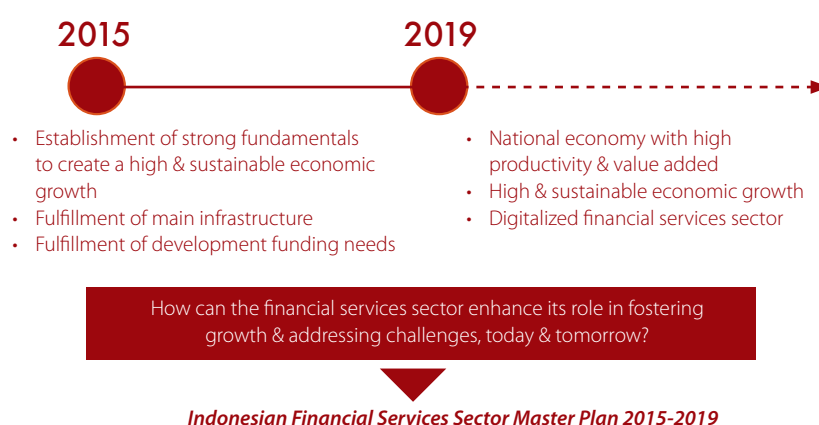 2015
2019
• Establishment of strong fundamentals
to create a high & sustainable economic
growth
• Fulfillment of main infrastructure
• Fulfillment of development funding needs
• National economy with high
productivity & value added
• High & sustainable economic growth
• Digitalized financial services sector
How can the financial services sector enhance its role in fostering
growth & addressing challenges, today & tomorrow?
Indonesian Financial Services Sector Master Plan 2015-2019